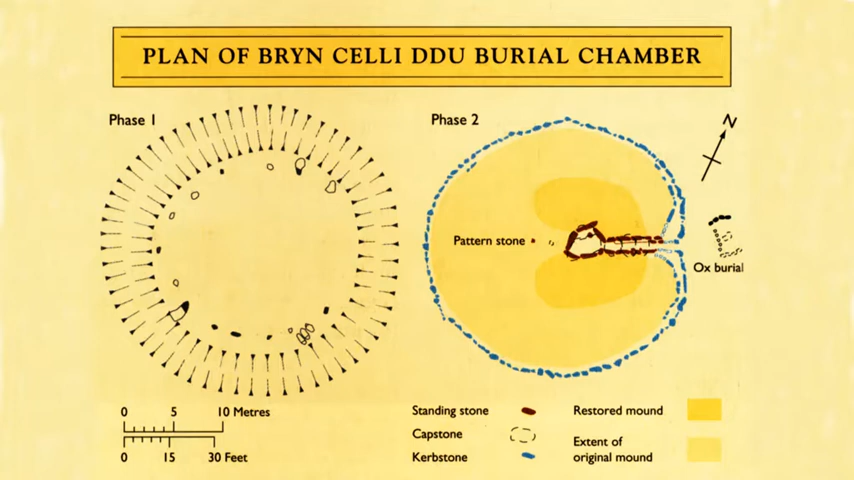 PLAN OF BRYN CELLI DDU BURIAL CHAMBER
Phase 1
Phase 2
N
Pattern stone
Ox burial
0 5 10 Metres
0 15 30 Feet
Standing stone
Capstone
Kerbstone
Restored mound
Extent of
original mound